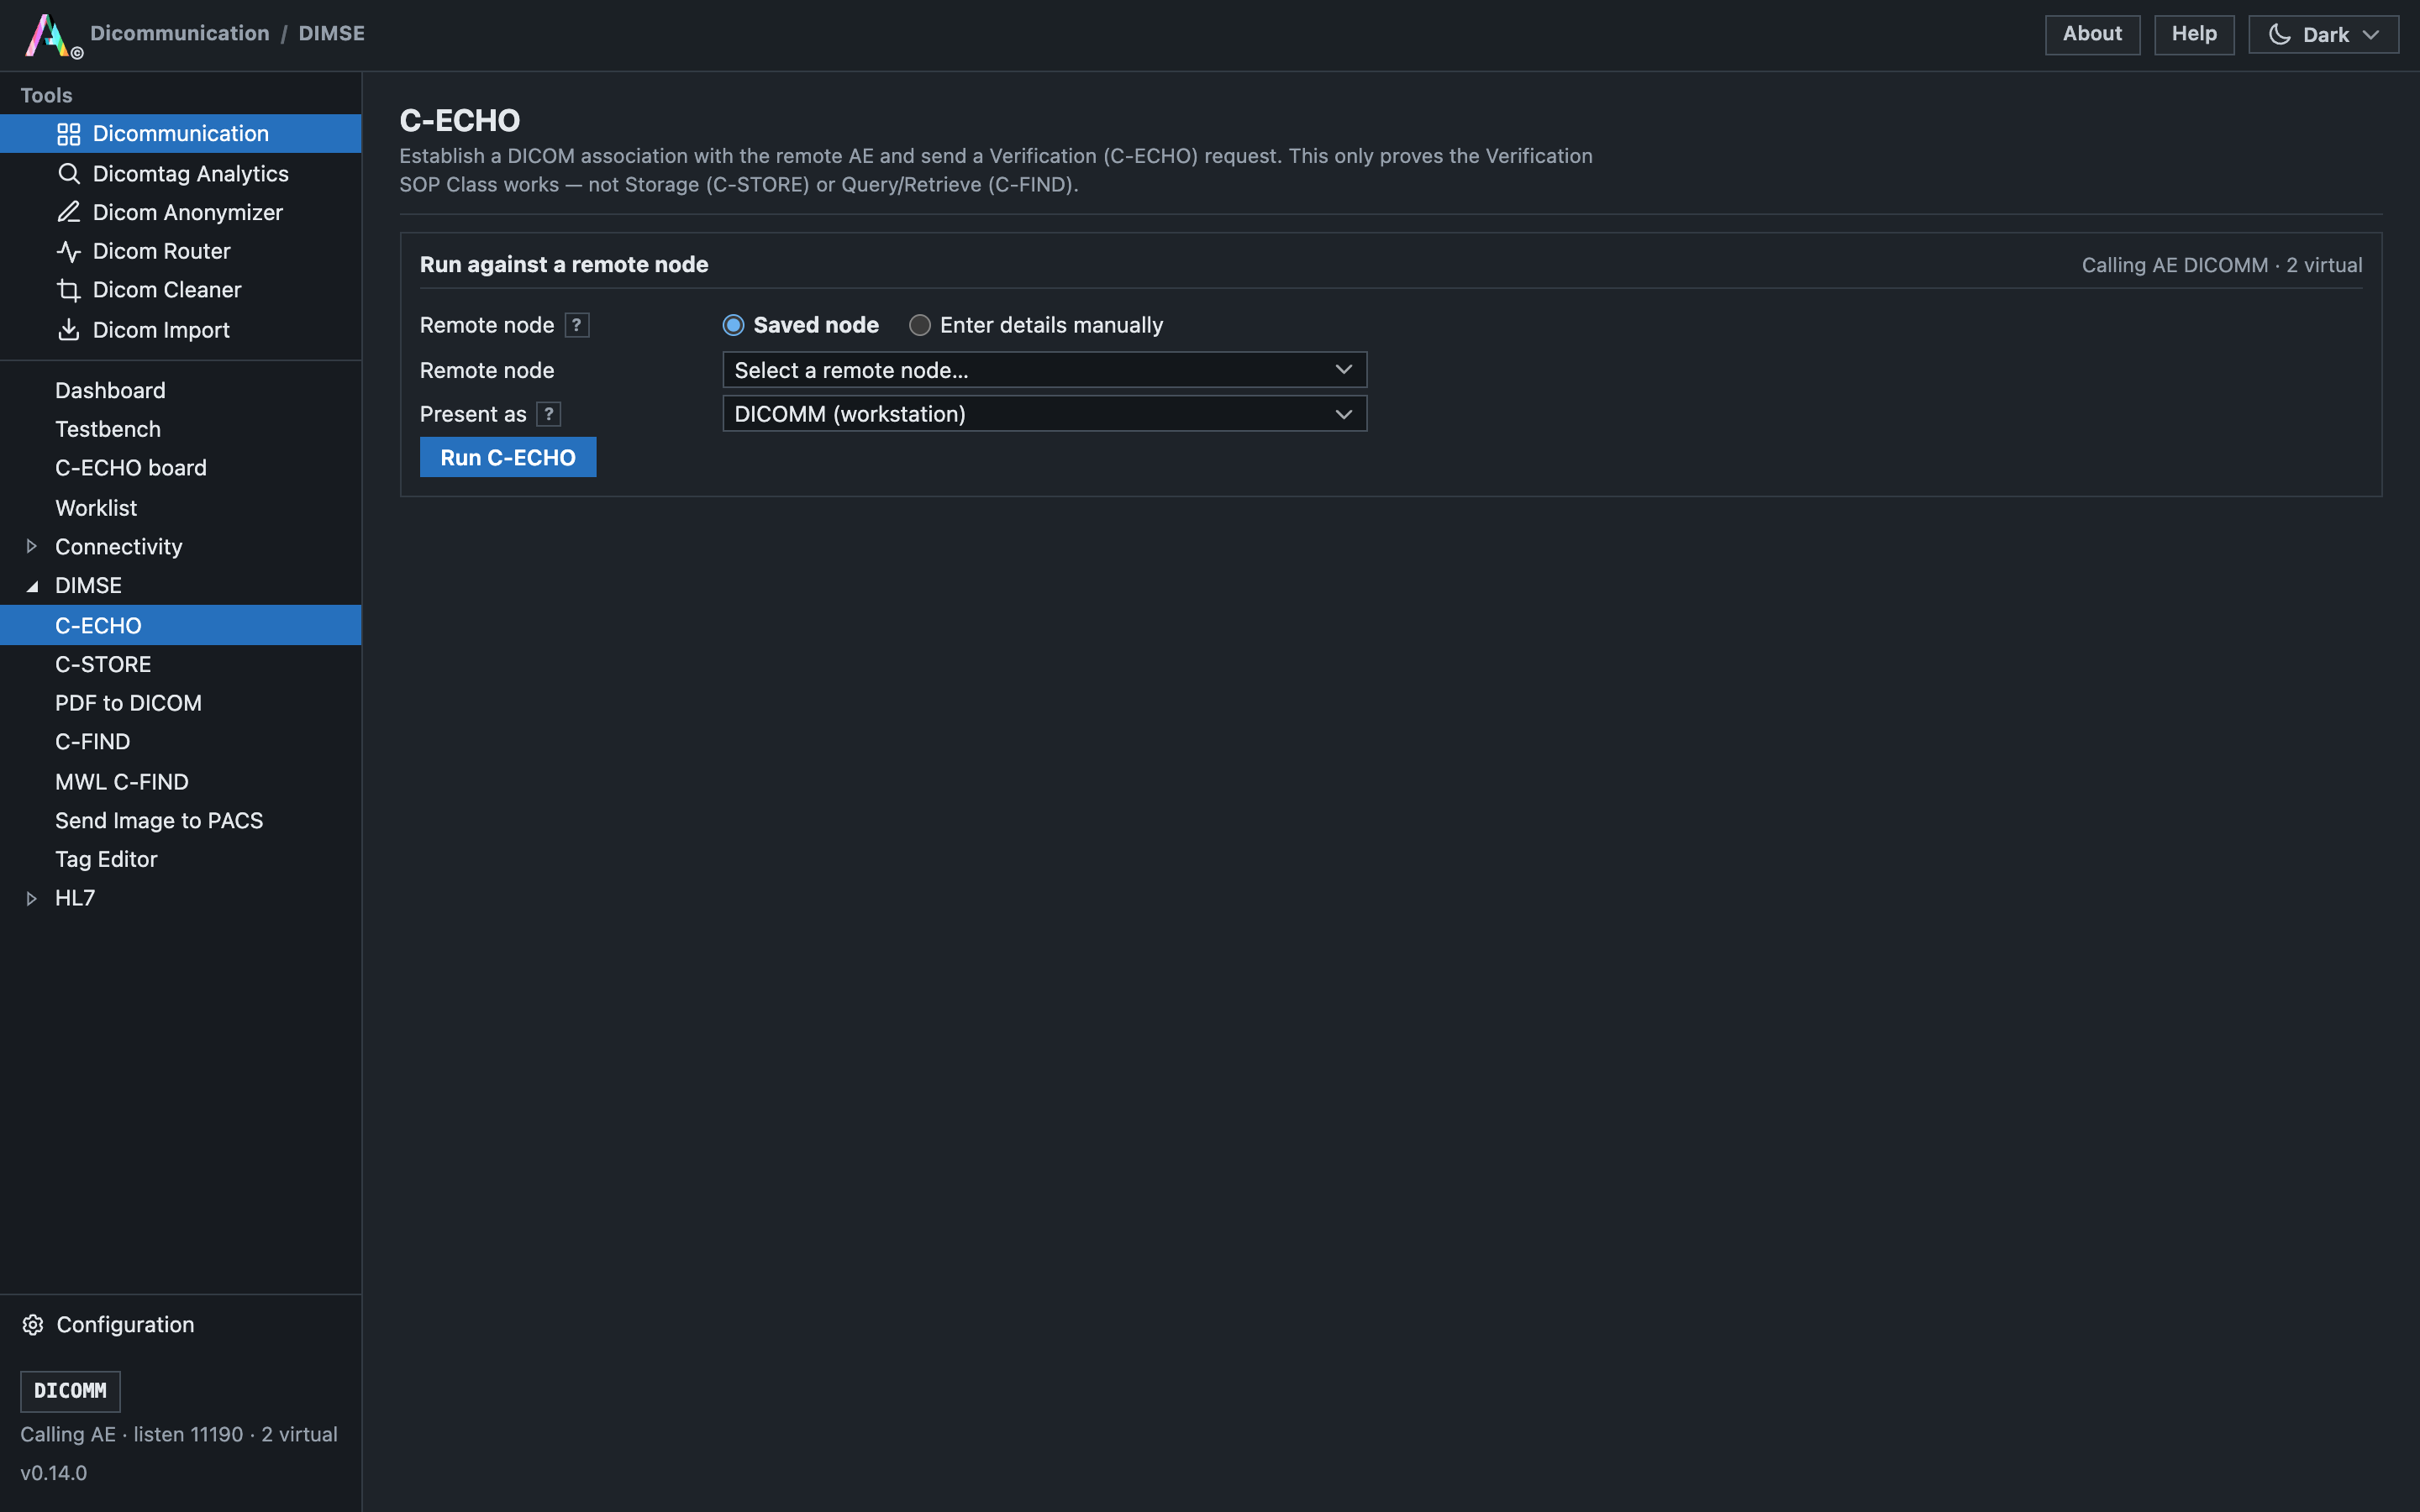 Dicommunication / DIMSE
About
Help
Dark
Tools
Dicommunication
Dicomtag Analytics
Dicom Anonymizer
Dicom Router
Dicom Cleaner
Dicom Import
Dashboard
Testbench
C-ECHO board
Worklist
Connectivity
DIMSE
C-ECHO
C-STORE
PDF to DICOM
C-FIND
MWL C-FIND
Send Image to PACS
Tag Editor
HL7
Configuration
DICOMM
Calling AE · listen 11190 · 2 virtual
v0.14.0
C-ECHO
Establish a DICOM association with the remote AE and send a Verification (C-ECHO) request. This only proves the Verification
SOP Class works — not Storage (C-STORE) or Query/Retrieve (C-FIND).
Run against a remote node
Calling AE DICOMM · 2 virtual
Remote node ?
Saved node
Enter details manually
Remote node
Select a remote node...
Present as ?
DICOMM (workstation)
Run C-ECHO